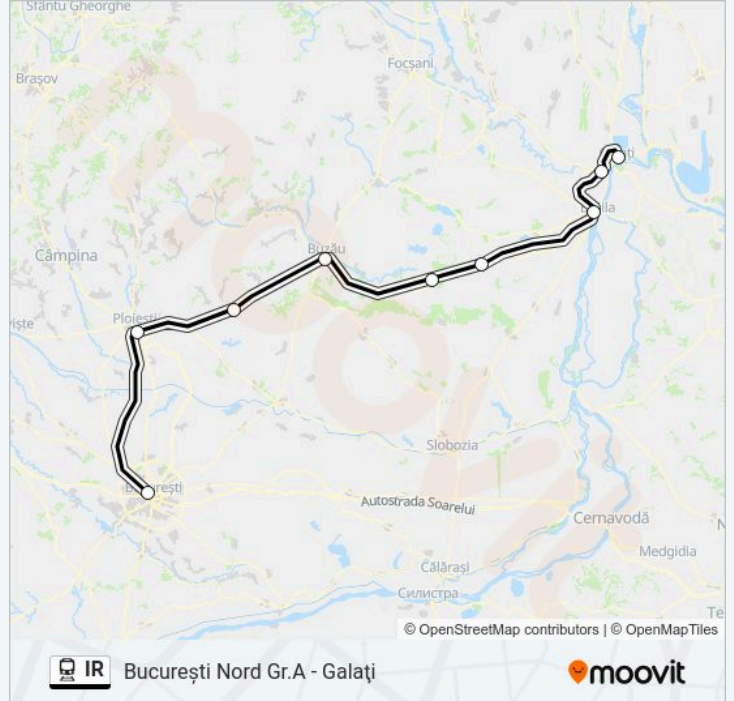 Sfântu Gheorghe
Brașov
Focșani
Câmpina
Buzău
Ploiești
Slobozia
București
Autostrada Soarelui
Cernavodă
Medgidia
Călărași
Силистра
© OpenStreetMap contributors | © OpenMapTiles
IR București Nord Gr.A - Galaţi
moovit